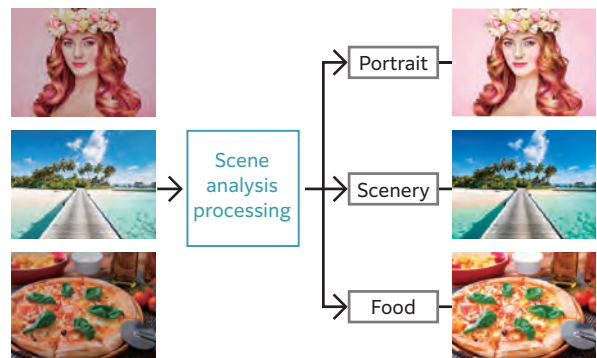 Scene
analysis
processing
Portrait
Scenery
Food